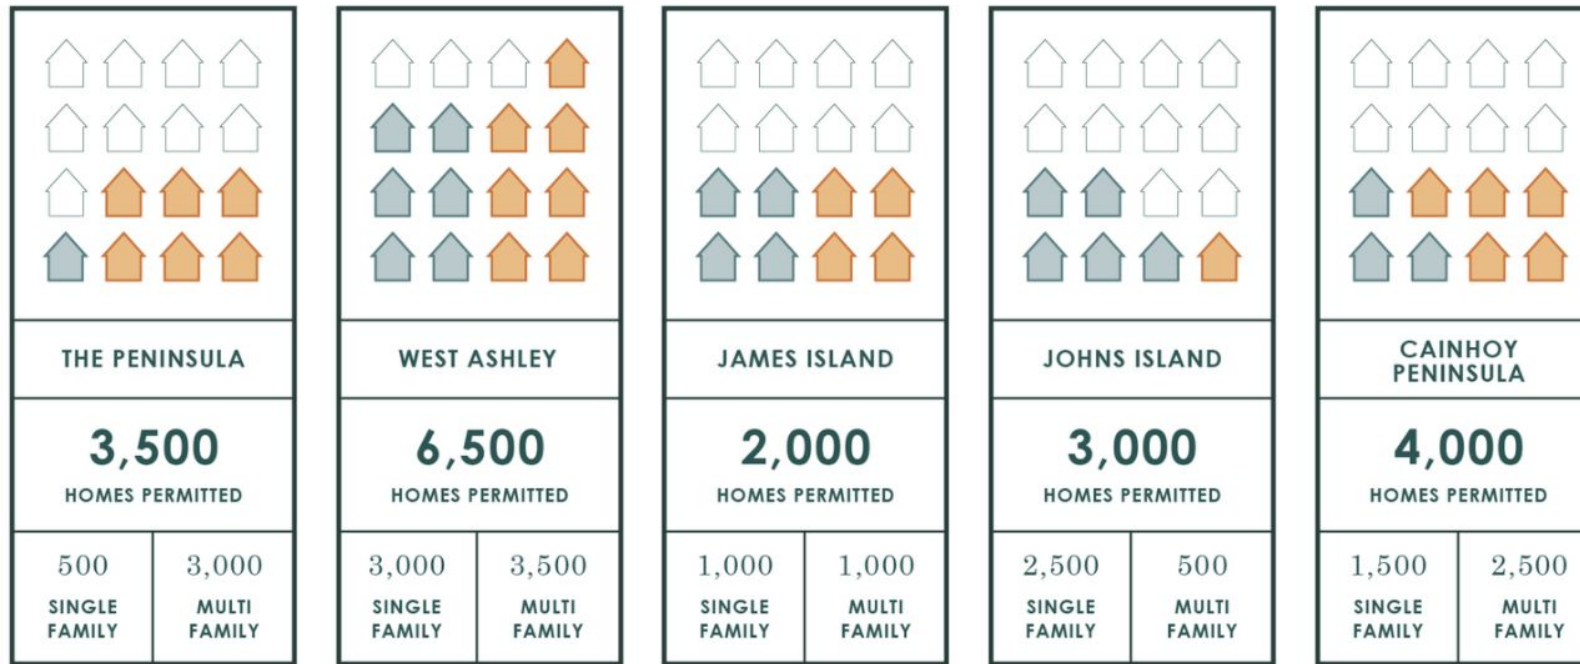 THE PENINSULA
3,500
HOMES PERMITTED
500
SINGLE
FAMILY
3,000
MULTI
FAMILY
WEST ASHLEY
6,500
HOMES PERMITTED
3,000
SINGLE
FAMILY
3,500
MULTI
FAMILY
JAMES ISLAND
2,000
HOMES PERMITTED
1,000
SINGLE
FAMILY
1,000
MULTI
FAMILY
JOHNS ISLAND
3,000
HOMES PERMITTED
2,500
SINGLE
FAMILY
500
MULTI
FAMILY
CAINHOY
PENINSULA
4,000
HOMES PERMITTED
1,500
SINGLE
FAMILY
2,500
MULTI
FAMILY